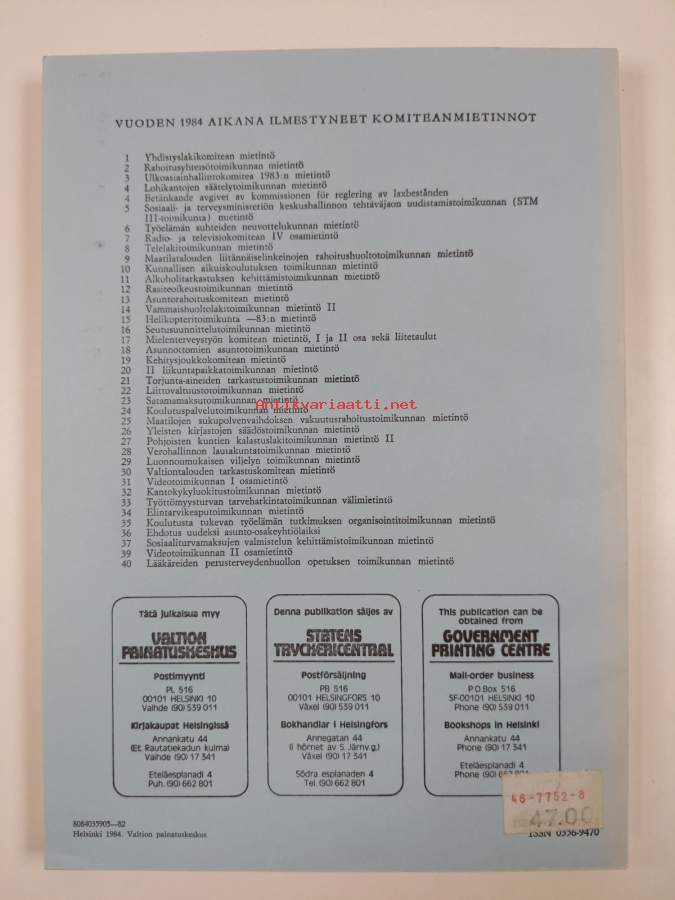 VUODEN 1984 AIKANA ILMESTYNEET KOMITEANMIETINNÖT
1 Yhdistyslakikomitean mietintö
2 Rahoitusyhteisötoimikunnan mietintö
3 Ulkoasiainhallintokomitea 1983:n mietintö
4 Lohikantojen säätelytoimikunnan mietintö
4 Betänkande avgivet av kommissionen för reglering av laxbestånden
5 Sosiaali- ja terveysministeriön keskushallinnon tehtäväjaon uudistamistoimikunnan (STM
III-toimikunta) mietintö
6 Työelämän suhteiden neuvottelukunnan mietintö
7 Radio- ja televisiokomitean IV osamietintö
8 Telelakitoimikunnan mietintö
9 Maatilatalouden liitännäiselinkeinojen rahoitushuoltotoimikunnan mietintö
10 Kunnallisen aikuiskoulutuksen toimikunnan mietintö
11 Alkoholitarkastuksen kehittämistoimikunnan mietintö
12 Rasiteoikeustoimikunnan mietintö
13 Asuntorahoituskomitean mietintö
14 Vammaishuoltolakitoimikunnan mietintö II
15 Helikopteritoimikunta —83:n mietintö
16 Seutusuunnittelutoimikunnan mietintö
17 Mielenterveystyön komitean mietintö, I ja II osa sekä liitetaulut
18 Asunnottomien asuntotoimikunnan mietintö
19 Kehitysjoukkokomitean mietintö
20 II liikuntapaikkatoimikunnan mietintö
21 Torjunta-aineiden tarkastustoimikunnan mietintö
22 Liittovaltuustotoimikunnan mietintö
23 Satamamaksutoimikunnan mietintö
Antikvariaatti.net
24 Koulutuspalvelutoimikunnan mietintö
25 Maatilojen sukupolvenvaihdoksen vakuutusrahoitustoimikunnan mietintö
26 Yleisten kirjastojen säädöstoimikunnan mietintö
27 Pohjoisten kuntien kalastuslakitoimikunnan mietintö II
28 Verohallinnon lautakuntatoimikunnan mietintö
29 Luonnonmukaisen viljelyn toimikunnan mietintö
30 Valtiontalouden tarkastuskomitean mietintö
31 Videotoimikunnan I osamietintö
32 Kantokykyluokitustoimikunnan mietintö
33 Työttömyysturvan tarveharkintatoimikunnan välimietintö
34 Elintarvikeaputoimikunnan mietintö
35 Koulutusta tukevan työelämän tutkimuksen organisointitoimikunnan mietintö
36 Ehdotus uudeksi asunto-osakeyhtiölaiksi
37 Sosiaaliturvamaksujen valmistelun kehittämistoimikunnan mietintö
39 Videotoimikunnan II osamietintö
40 Lääkäreiden perusterveydenhuollon opetuksen toimikunnan mietintö
Tätä julkaisua myy
VALTION
PAINATUSKESKUS
Postimyynti
PL 516
00101 HELSINKI 10
Vaihde (90) 539 011
Kirjakaupat Helsingissä
Annankatu 44
(Et. Rautatiekadun kulma)
Vaihde (90) 17 341
Eteläesplanadi 4
Puh. (90) 662 801
Denna publikation säljes av
STATENS
TRYCKERICENTRAL
Postförsäljning
PB 516
00101 HELSINGFORS 10
Växel (90) 539 011
Bokhandlar i Helsingfors
Annegatan 44
(i hörnet av S. Järnv.g.)
Växel (90) 17 341
Södra esplanaden 4
Tel. (90) 662 801
This publication can be
obtained from
GOVERNMENT
PRINTING CENTRE
Mail-order business
P.O.Box 516
SF-00101 HELSINKI 10
Phone (90) 539 011
Bookshops in Helsinki
Annankatu 44
Phone (90) 17 341
Eteläesplanadi 4
Phone (90)
46-7752-8
47.00
8084035905—82
Helsinki 1984. Valtion painatuskeskus
ISSN 0356-9470